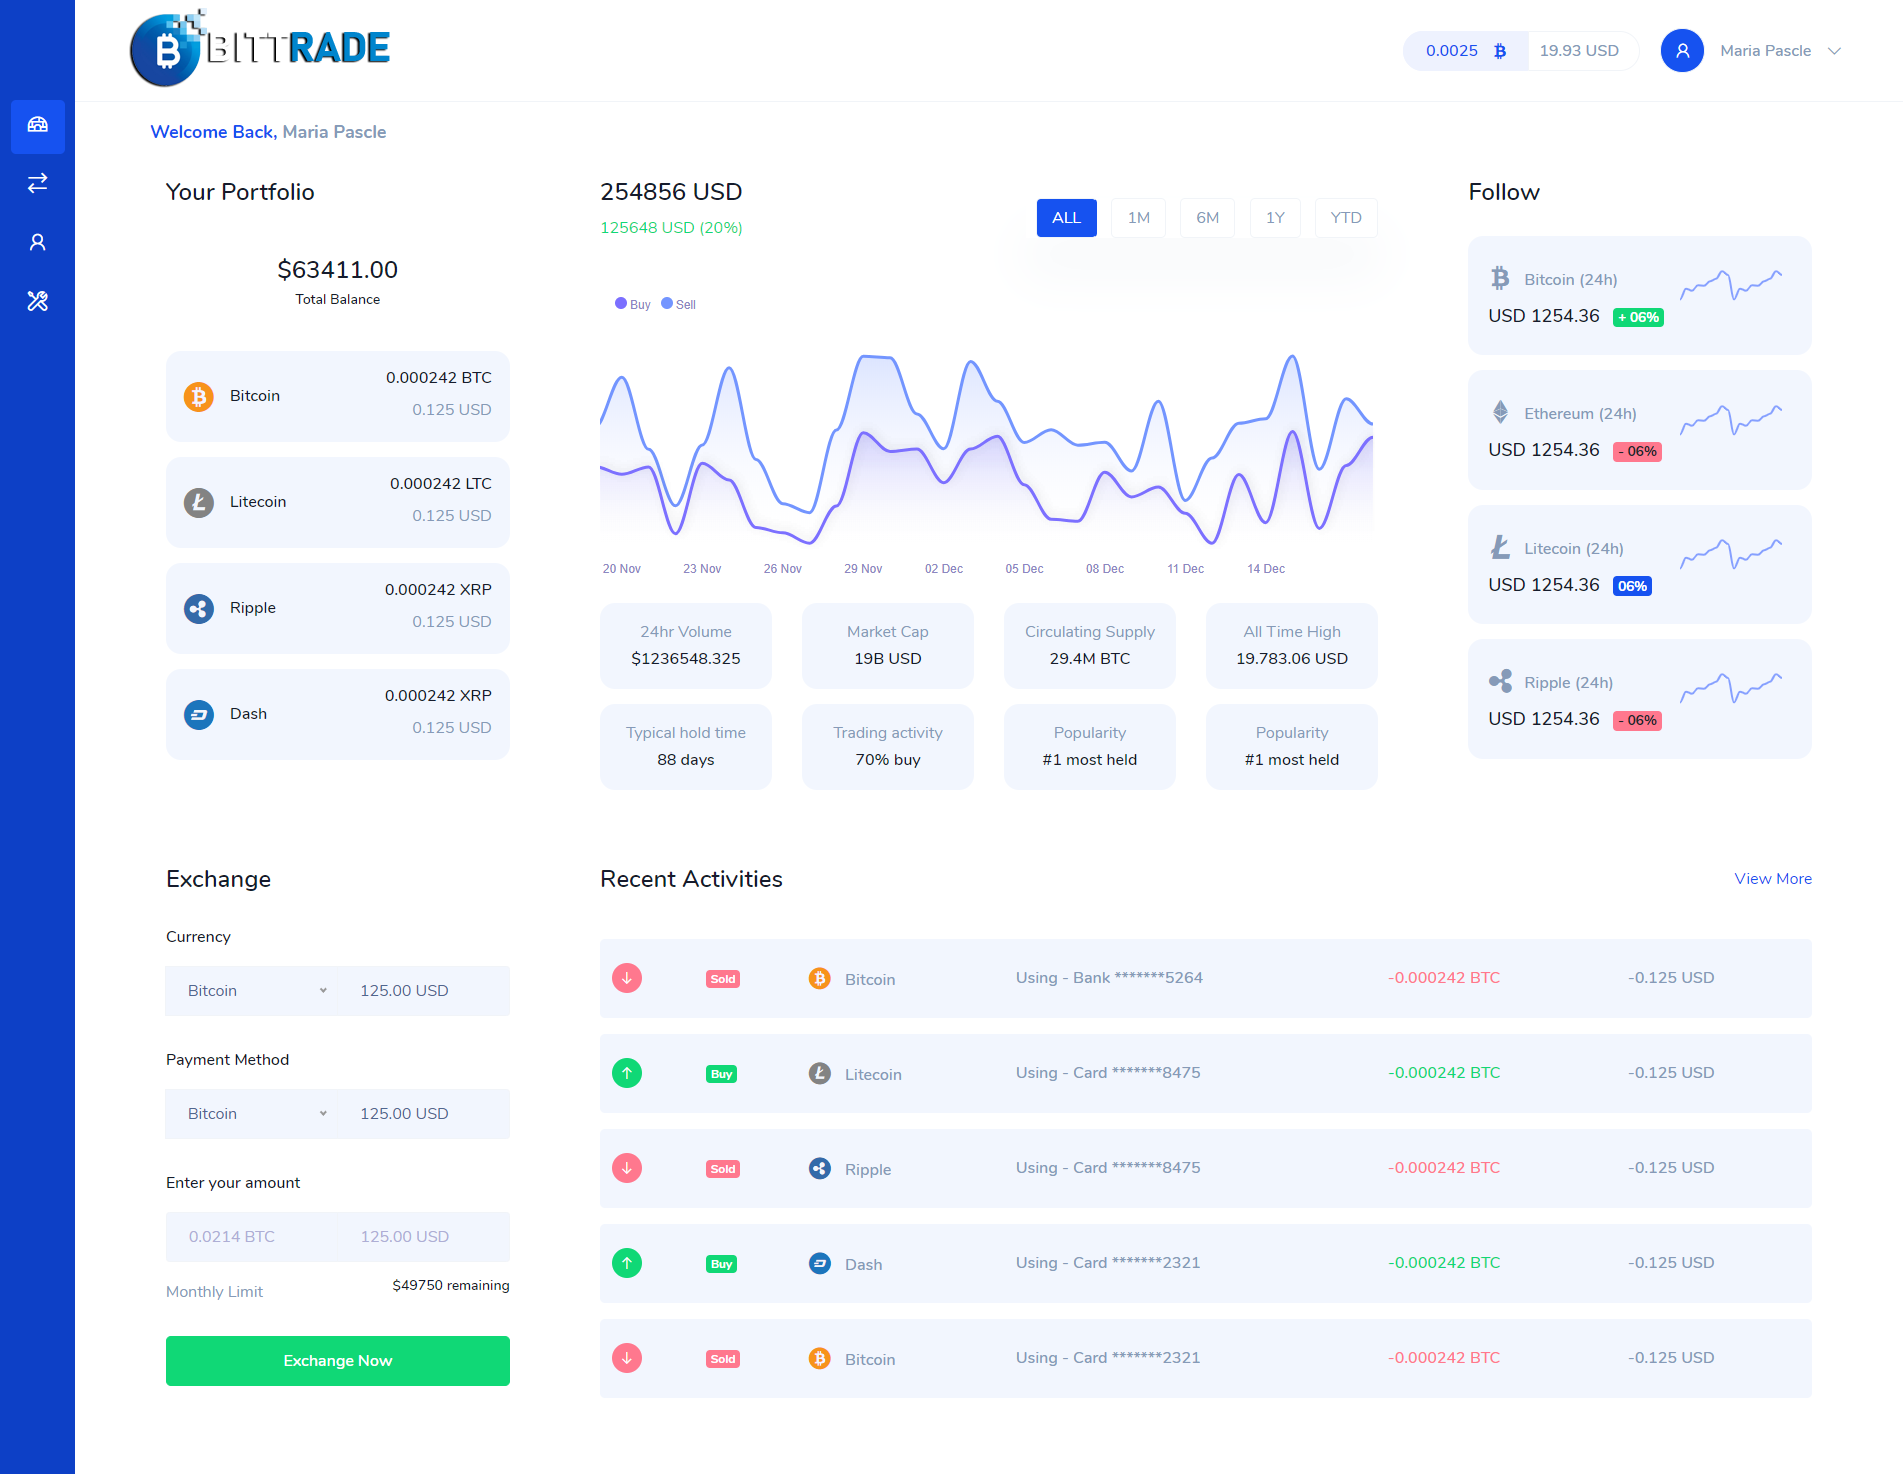 BITTRADE
0.0025 19.93 USD
Maria Pascle
Welcome Back, Maria Pascle
Your Portfolio
$63411.00
Total Balance
Bitcoin
0.000242 BTC
0.125 USD
Litecoin
0.000242 LTC
0.125 USD
Ripple
0.000242 XRP
0.125 USD
Dash
0.000242 XRP
0.125 USD
254856 USD
125648 USD (20%)
ALL 1M 6M 1Y YTD
Buy Sell
20 Nov 23 Nov 26 Nov 29 Nov 02 Dec 05 Dec 08 Dec 11 Dec 14 Dec
24hr Volume
$1236548.325
Market Cap
19B USD
Circulating Supply
29.4M BTC
All Time High
19.783.06 USD
Typical hold time
88 days
Trading activity
70% buy
Popularity
#1 most held
Popularity
#1 most held
Follow
Bitcoin (24h)
USD 1254.36 + 06%
Ethereum (24h)
USD 1254.36 - 06%
Litecoin (24h)
USD 1254.36 06%
Ripple (24h)
USD 1254.36 - 06%
Exchange
Currency
Bitcoin 125.00 USD
Payment Method
Bitcoin 125.00 USD
Enter your amount
0.0214 BTC 125.00 USD
Monthly Limit $49750 remaining
Exchange Now
Recent Activities View More
Sold Bitcoin Using - Bank *******5264 -0.000242 BTC -0.125 USD
Buy Litecoin Using - Card *******8475 -0.000242 BTC -0.125 USD
Sold Ripple Using - Card *******8475 -0.000242 BTC -0.125 USD
Buy Dash Using - Card *******2321 -0.000242 BTC -0.125 USD
Sold Bitcoin Using - Card *******2321 -0.000242 BTC -0.125 USD